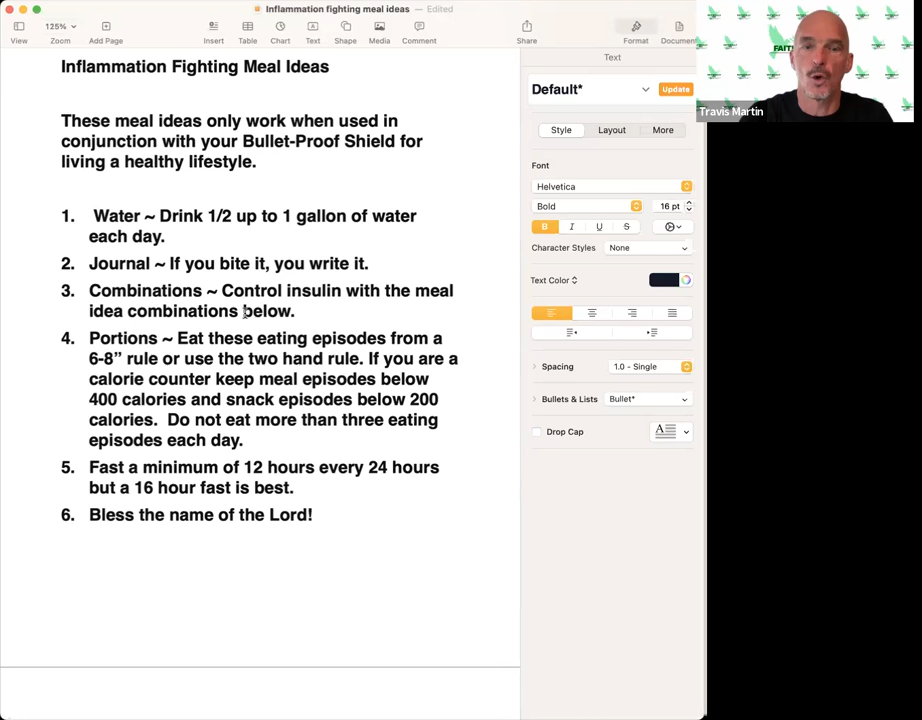 Inflammation fighting meal ideas — Edited
125%
View Zoom Add Page Insert Table Chart Text Media Comment Share Format Documen
Inflammation Fighting Meal Ideas
These meal ideas only work when used in
conjunction with your Bullet-Proof Shield for
living a healthy lifestyle.
1. Water ~ Drink 1/2 up to 1 gallon of water
each day.
2. Journal ~ If you bite it, you write it.
3. Combinations ~ Control insulin with the meal
idea combinations below.
4. Portions ~ Eat these eating episodes from a
6-8” rule or use the two hand rule. If you are a
calorie counter keep meal episodes below
400 calories and snack episodes below 200
calories. Do not eat more than three eating
episodes each day.
5. Fast a minimum of 12 hours every 24 hours
but a 16 hour fast is best.
6. Bless the name of the Lord!
Text
Default*
Update
Style Layout More
Font
Helvetica
Bold 16 pt
B I U S
Character Styles None
Text Color
Spacing 1.0 - Single
Bullets & Lists Bullet*
Drop Cap
FAIT
Travis Martin